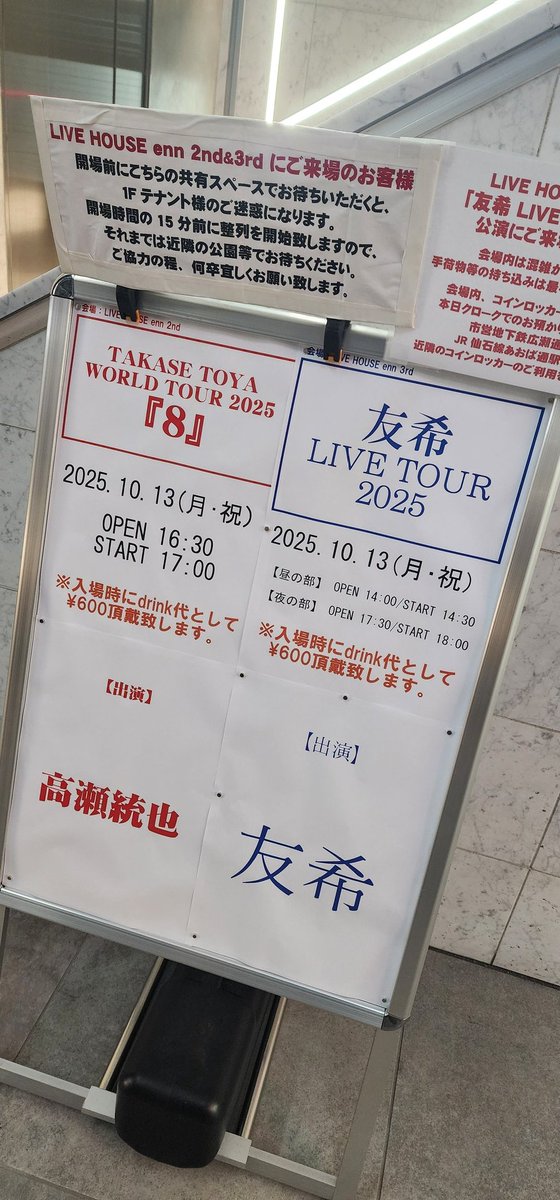 LIVE HOUSE enn 2nd&3rd にご来場のお客様
開場前にこちらの共有スペースでお待ちいただくと、
1F テナント様のご迷惑になります。
開場時間の 15 分前に整列を開始致しますので、
それまでは近隣の公園等でお待ちください。
ご協力の程、何卒宜しくお願い致します。
LIVE HOU
「友希 LIV
公演にご来
会場内は混雑が
手荷物等の持ち込みは最
会場内、コインロッカー
本日クロークでのお預か
市営地下鉄広瀬通
JR 仙石線あおば通駅
近隣のコインロッカーのご利用
会場：LIVE HOUSE enn 2nd
TAKASE TOYA
WORLD TOUR 2025
『8』
2025.10.13(月・祝)
OPEN 16:30
START 17:00
※入場時にdrink代として
¥600頂戴致します。
【出演】
高瀬統也
会場：LIVE HOUSE enn 3rd
友希
LIVE TOUR
2025
2025.10.13(月・祝)
【昼の部】 OPEN 14:00/START 14:30
【夜の部】 OPEN 17:30/START 18:00
※入場時にdrink代として
¥600頂戴致します。
【出演】
友希